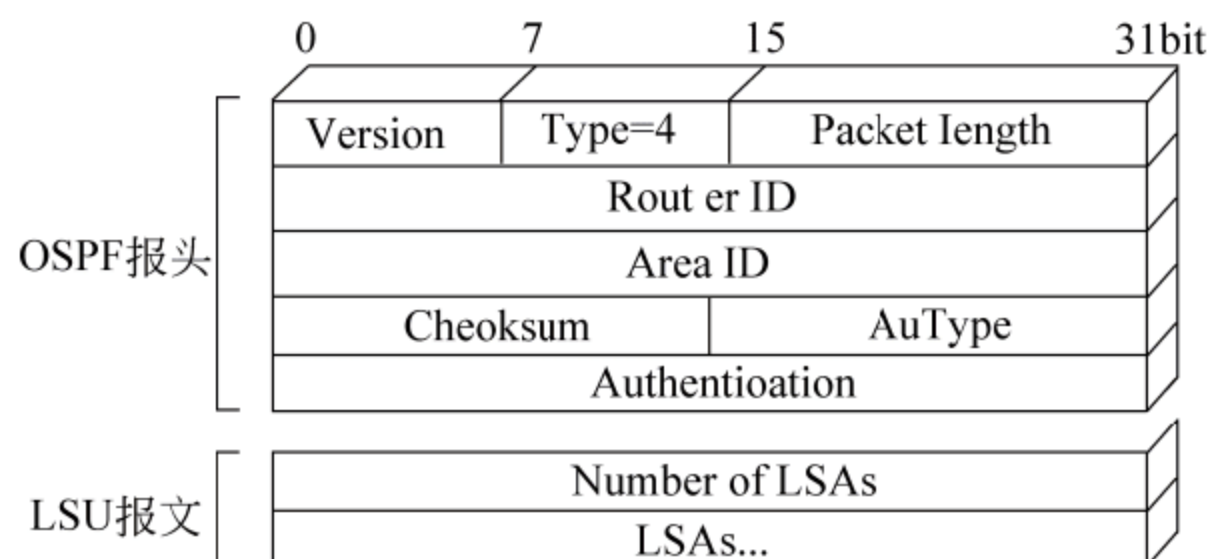 0 7 15 31bit
Version Type=4 Packet Iength
Rout er ID
OSPF报头
Area ID
Cheoksum AuType
Authentioation
Number of LSAs
LSU报文
LSAs...